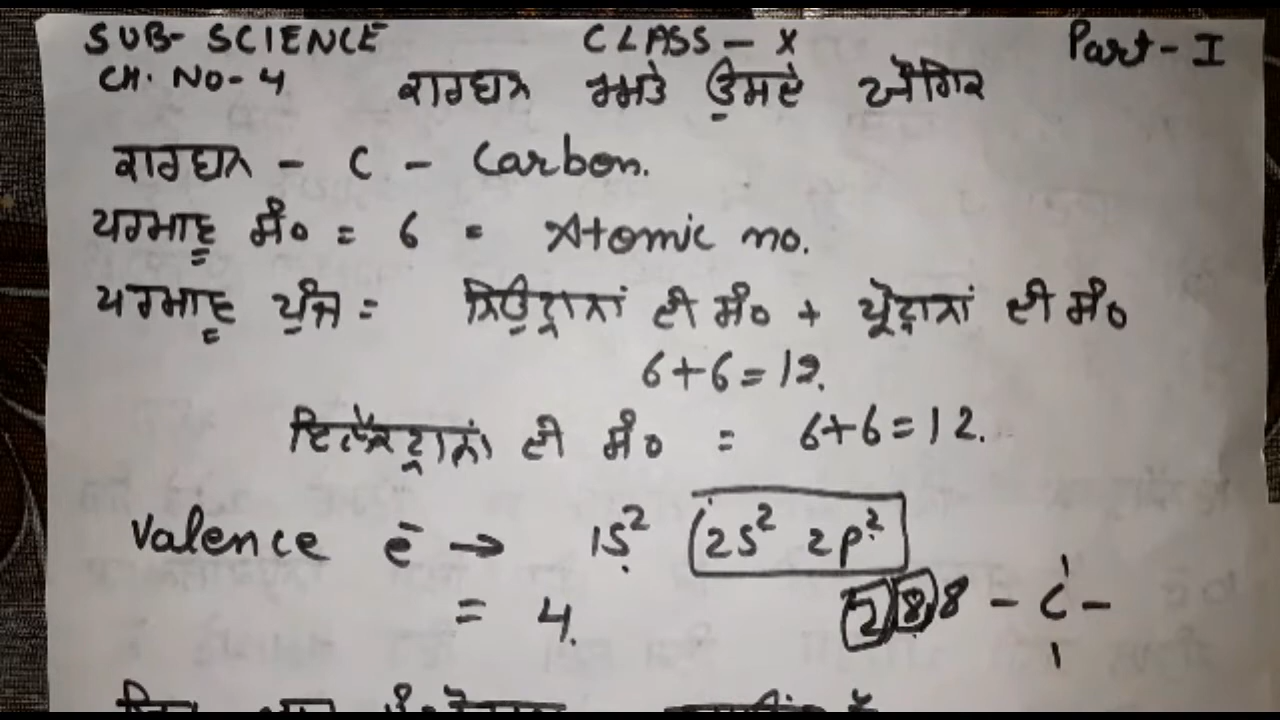 SUB- SCIENCE CLASS - X Part - I
CH. NO- 4 ਕਾਰਬਨ ਅਤੇ ਉਸਦੇ ਯੌਗਿਕ
ਕਾਰਬਨ - C - Carbon.
ਪਰਮਾਣੂ ਸੰ० = 6 = Atomic no.
ਪਰਮਾਣੂ ਪੁੰਜ = ਨਿਊਟ੍ਰਾਨਾਂ ਦੀ ਸੰ० + ਪ੍ਰੋਟਾਨਾਂ ਦੀ ਸੰ०
6+6=12.
ਇਲੈਕਟ੍ਰਾਨਾਂ ਦੀ ਸੰ० = 6+6=12.
Valence e⁻ → 1S² 2S² 2P²
= 4. 2 8 8 - C -